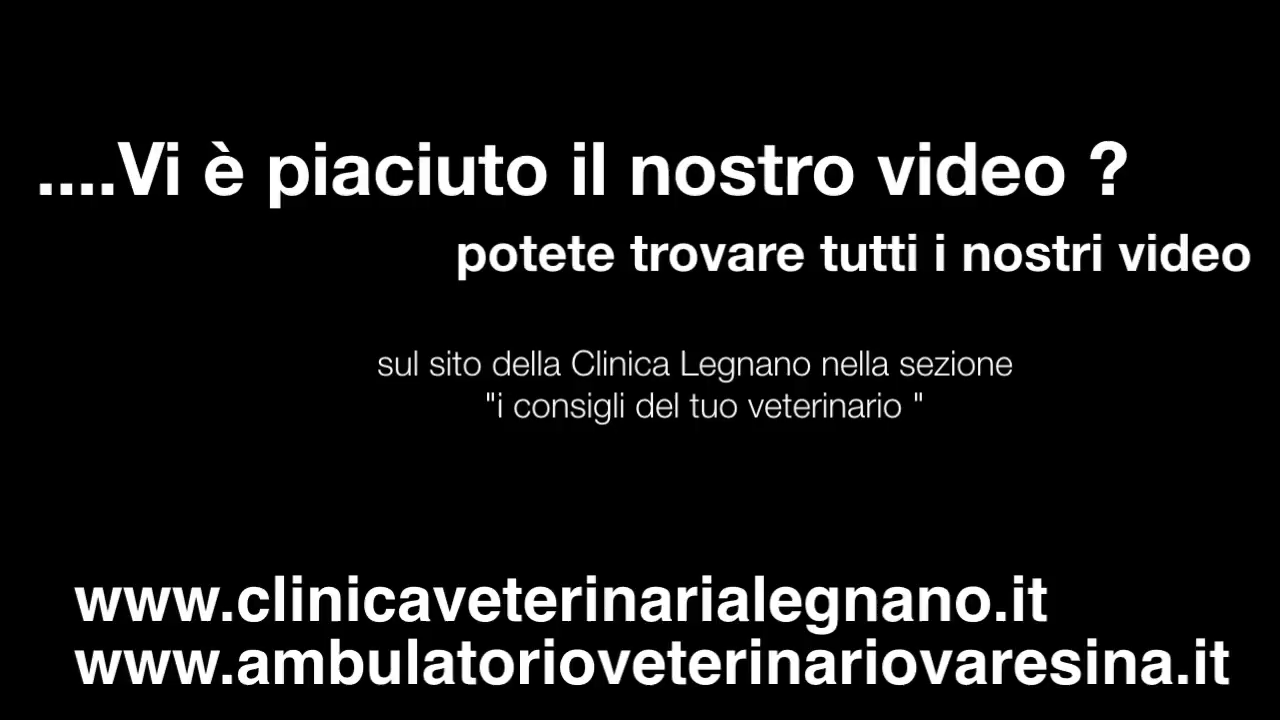 ....Vi è piaciuto il nostro video ?
potete trovare tutti i nostri video
sul sito della Clinica Legnano nella sezione
"i consigli del tuo veterinario "
www.clinicaveterinarialegnano.it
www.ambulatorioveterinariovaresina.it